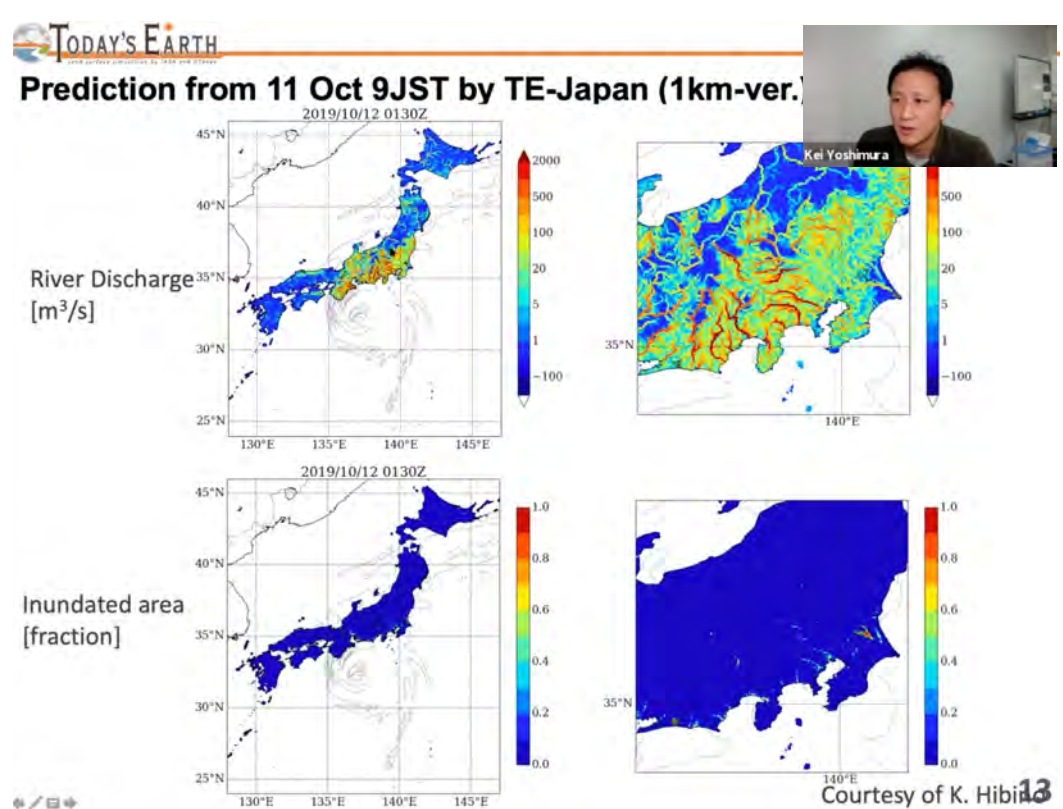 TODAY'S EARTH
Prediction from 11 Oct 9JST by TE-Japan (1km-ver.)
Kei Yoshimura
2019/10/12 0130Z
45°N
40°N
35°N
30°N
25°N
130°E 135°E 140°E 145°E
2000
500
100
20
5
1
−100
35°N
140°E
500
100
20
5
1
−100
River Discharge
[m³/s]
2019/10/12 0130Z
45°N
40°N
35°N
30°N
25°N
130°E 135°E 140°E 145°E
1.0
0.8
0.6
0.4
0.2
0.0
35°N
140°E
1.0
0.8
0.6
0.4
0.2
0.0
Inundated area
[fraction]
Courtesy of K.
13